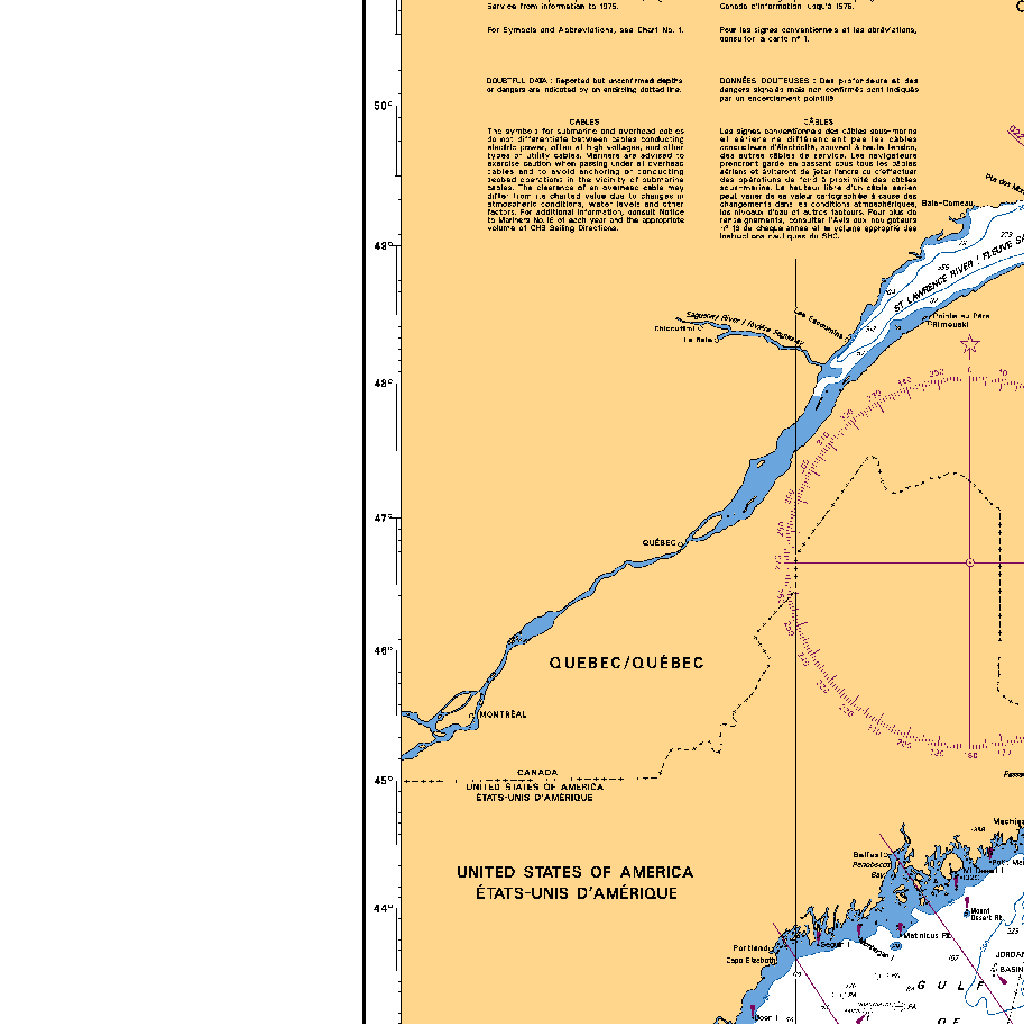 Service from information to 1975.
For Symbols and Abbreviations, see Chart No. 1.
DOUBTFUL DATA : Reported but unconfirmed depths
or dangers are indicated by an encircling dotted line.
CABLES
The symbols for submarine and overhead cables
do not differentiate between cables conducting
electric power, often at high voltages, and other
types of utility cables. Mariners are advised to
exercise caution when passing under all overhead
cables and to avoid anchoring or conducting
seabed operations in the vicinity of submarine
cables. The clearance of an overhead cable may
differ from its charted value due to changes in
atmospheric conditions, water levels and other
factors. For additional information, consult Notice
to Mariners No. 16 of each year and the appropriate
volume of CHS Sailing Directions.
Pour les signes conventionnels et les abréviations,
consulter la carte n° 1.
DONNÉES DOUTEUSES : Des profondeurs et des
dangers signalés mais non confirmés sont indiqués
par un encerclement pointillé
CÂBLES
Les signes conventionnels des câbles sous-marins
et aériens ne différencient pas les câbles
conducteurs d'électricité, souvent à haute tension,
des autres câbles de service. Les navigateurs
prendront garde en passant sous tous les câbles
aériens et éviteront de jeter l'ancre ou d'effectuer
des opérations de fond à proximité des câbles
sous-marins. La hauteur libre d'un câble aérien
peut varier de sa valeur cartographiée à cause des
changements dans les conditions atmosphériques,
les niveaux d'eau et autres facteurs. Pour plus de
renseignements, consulter l'Avis aux navigateurs
n° 16 de chaque année et le volume approprié des
Instructions nautiques du SHC.
50°
Baie-Comeau
ST LAWRENCE RIVER / FLEUVE
Saguenay River / Rivière Saguenay
Les Escoumins
Chicoutimi
La Baie
Pointe au Père
Rimouski
47°
QUÉBEC
46°
QUEBEC/QUÉBEC
MONTRÉAL
CANADA
45°
UNITED STATES OF AMERICA
ÉTATS-UNIS D'AMÉRIQUE
UNITED STATES OF AMERICA
ÉTATS-UNIS D'AMÉRIQUE
Belfast
Penobscot
Bay
44°
Mount
Desert Rk.
Matinicus Rk.
Portland
Cape Elizabeth
Seguin I
JORDAN
BASIN
GULF
OF
Boon I